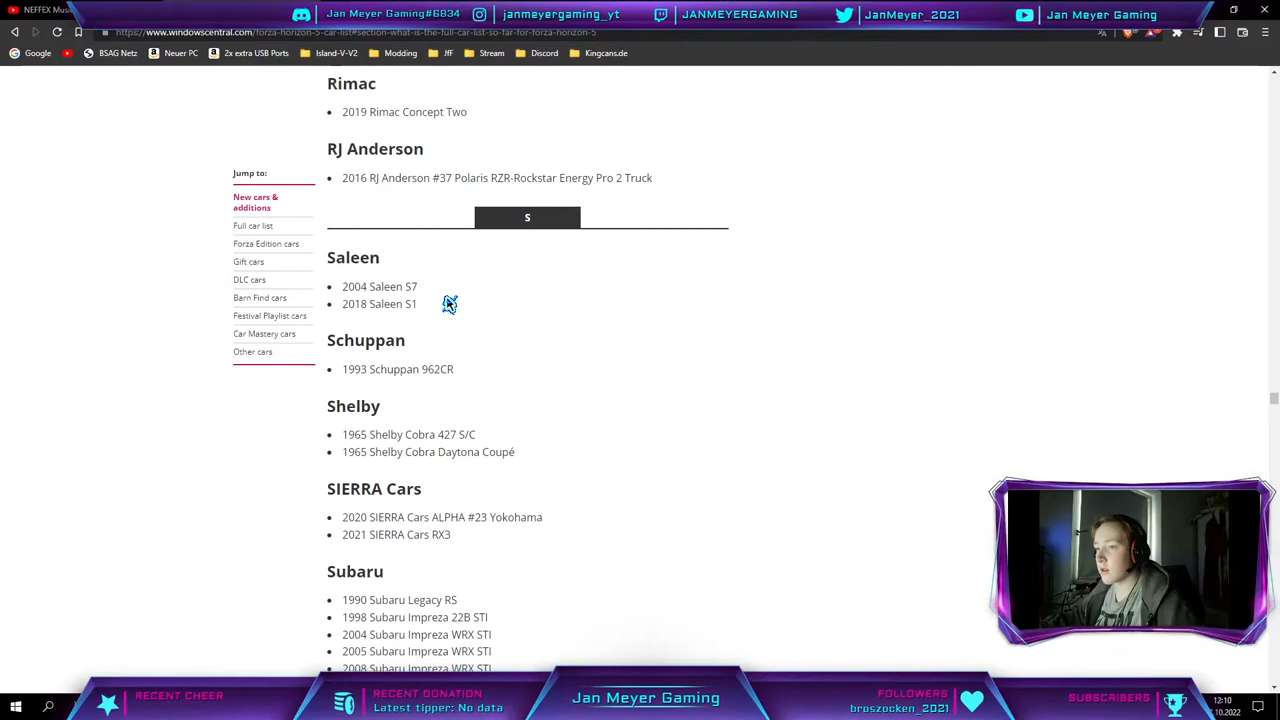 NEFFEX Musi
Jan Meyer Gaming#6834
janmeyergaming_yt
JANMEYERGAMING
JanMeyer_2021
Jan Meyer Gaming
https://www.windowscentral.com/forza-horizon-5-car-list#section-what-is-the-full-car-list-so-far-for-forza-horizon-5
Google
BSAG Netz
Neuer PC
2x extra USB Ports
Island-V-V2
Modding
JfF
Stream
Discord
Kingcans.de
Rimac
2019 Rimac Concept Two
RJ Anderson
2016 RJ Anderson #37 Polaris RZR-Rockstar Energy Pro 2 Truck
Jump to:
New cars &
additions
Full car list
Forza Edition cars
Gift cars
DLC cars
Barn Find cars
Festival Playlist cars
Car Mastery cars
Other cars
S
Saleen
2004 Saleen S7
2018 Saleen S1
Schuppan
1993 Schuppan 962CR
Shelby
1965 Shelby Cobra 427 S/C
1965 Shelby Cobra Daytona Coupé
SIERRA Cars
2020 SIERRA Cars ALPHA #23 Yokohama
2021 SIERRA Cars RX3
Subaru
1990 Subaru Legacy RS
1998 Subaru Impreza 22B STI
2004 Subaru Impreza WRX STI
2005 Subaru Impreza WRX STI
2008 Subaru Impreza WRX STI
RECENT CHEER
RECENT DONATION
Latest tipper: No data
Jan Meyer Gaming
FOLLOWERS
broszocken_2021
SUBSCRIBERS
12:10
.10.2022